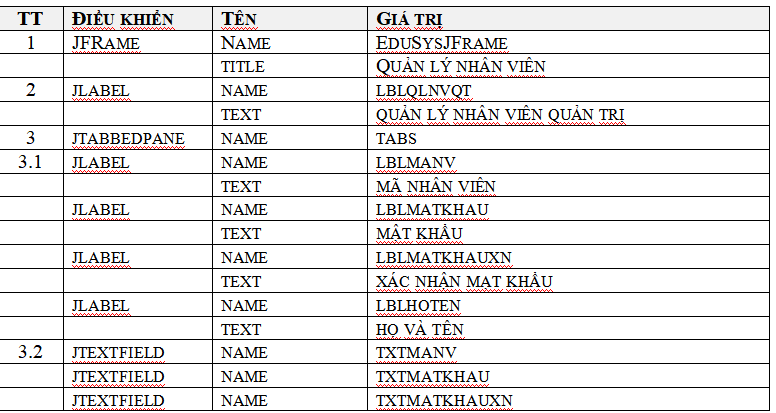 TT ĐIỀU KHIỂN TÊN GIÁ TRỊ
1 JFRAME NAME EDUSYSJFRAME
TITLE QUẢN LÝ NHÂN VIÊN
2 JLABEL NAME LBLQLNVQT
TEXT QUẢN LÝ NHÂN VIÊN QUẢN TRI
3 JTABBEDPANE NAME TABS
3.1 JLABEL NAME LBLMANV
TEXT MÃ NHÂN VIÊN
JLABEL NAME LBLMATKHAU
TEXT MẬT KHẨU
JLABEL NAME LBLMATKHAUXN
TEXT XÁC NHẬN MẠT KHẨU
JLABEL NAME LBLHOTEN
TEXT HỌ VÀ TÊN
3.2 JTEXTFIELD NAME TXTMANV
JTEXTFIELD NAME TXTMATKHAU
JTEXTFIELD NAME TXTMATKHAUXN